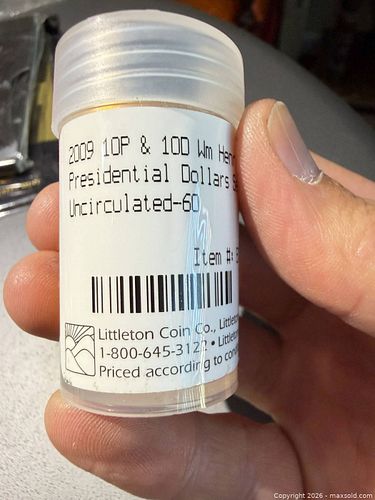 2009 10P & 10D Wm Hen
Presidential Dollars S
Uncirculated-60
Item #:
Littleton Coin Co., Littleto
1-800-645-3122 • Littlet
Priced according to con
Copyright 2026 - maxsold.com